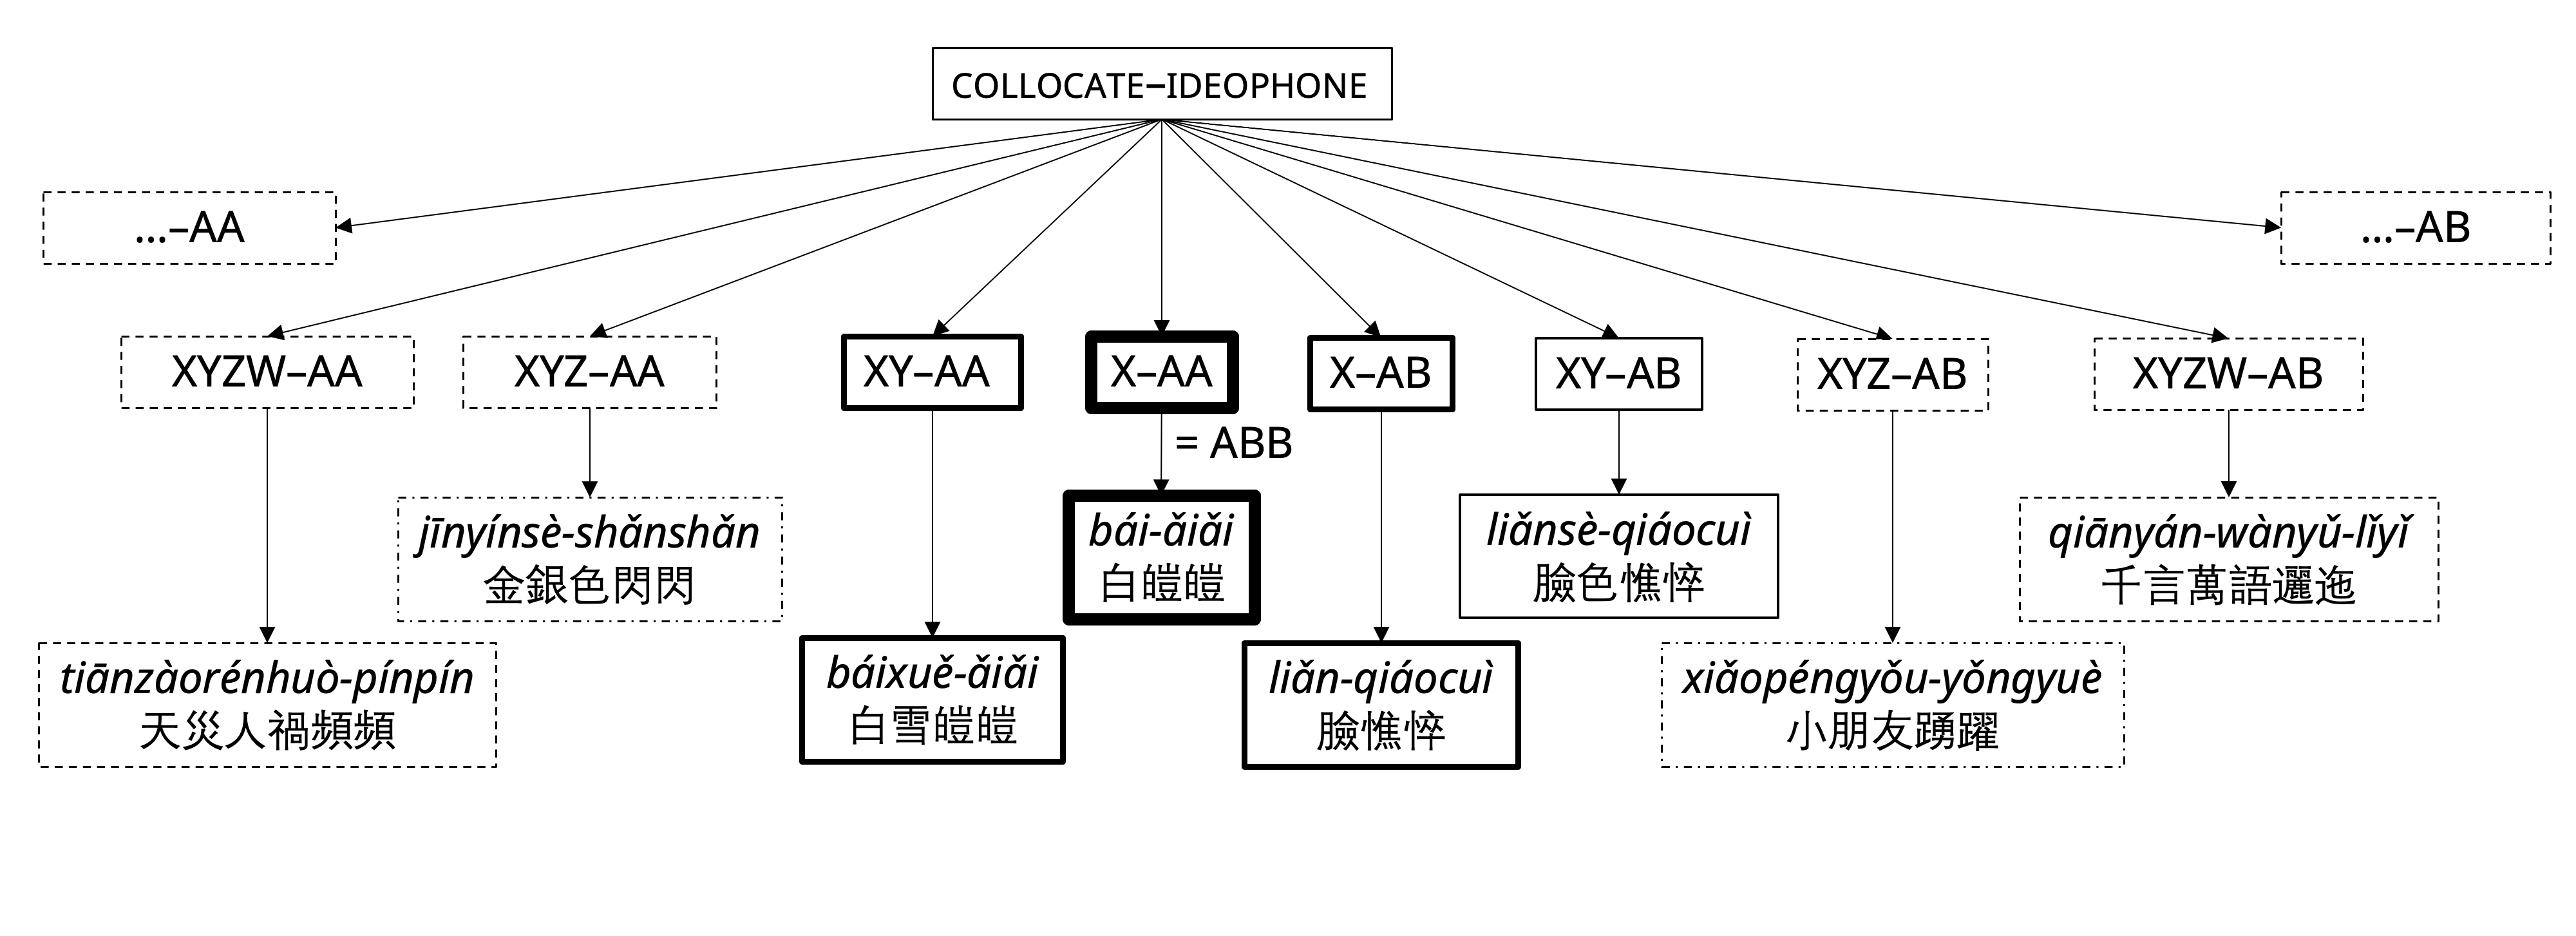 COLLOCATE–IDEOPHONE
...–AA
...–AB
XYZW–AA
XYZ–AA
XY–AA
X–AA
X–AB
XY–AB
XYZ–AB
XYZW–AB
= ABB
jīnyínsè-shǎnshǎn
金銀色閃閃
bái-ǎiǎi
白皚皚
liǎnsè-qiáocuì
臉色憔悴
qiānyán-wànyǔ-lǐyǐ
千言萬語邐迤
tiānzàorénhuò-pínpín
天災人禍頻頻
báixuě-ǎiǎi
白雪皚皚
liǎn-qiáocuì
臉憔悴
xiǎopéngyǒu-yǒngyuè
小朋友踴躍